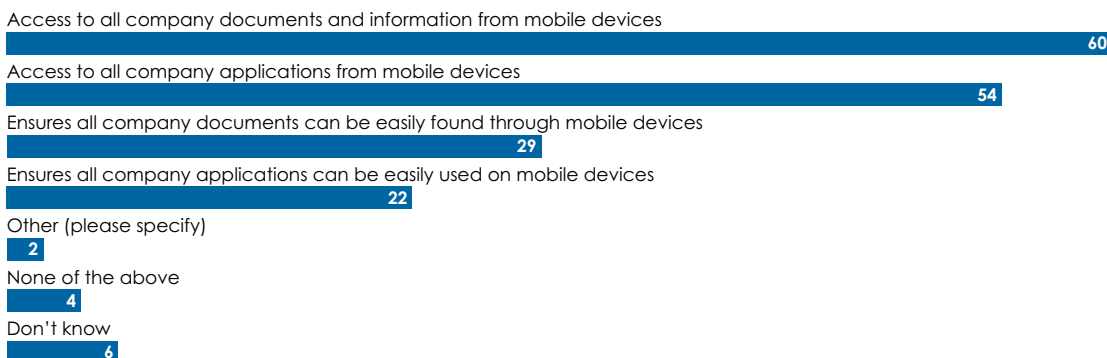 Access to all company documents and information from mobile devices
60
Access to all company applications from mobile devices
54
Ensures all company documents can be easily found through mobile devices
29
Ensures all company applications can be easily used on mobile devices
22
Other (please specify)
2
None of the above
4
Don’t know
6